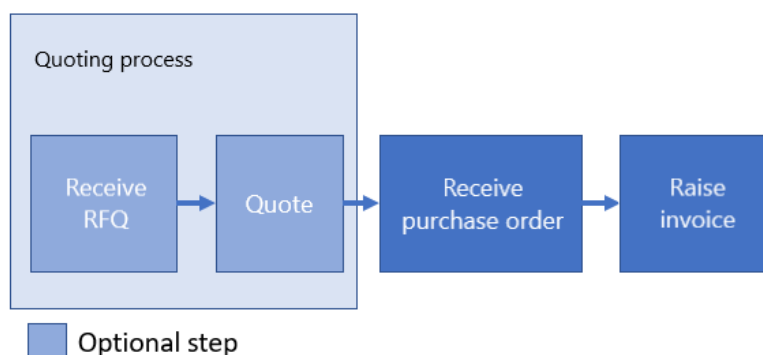 Quoting process
Receive
RFQ
Quote
Receive
purchase order
Raise
invoice
Optional step